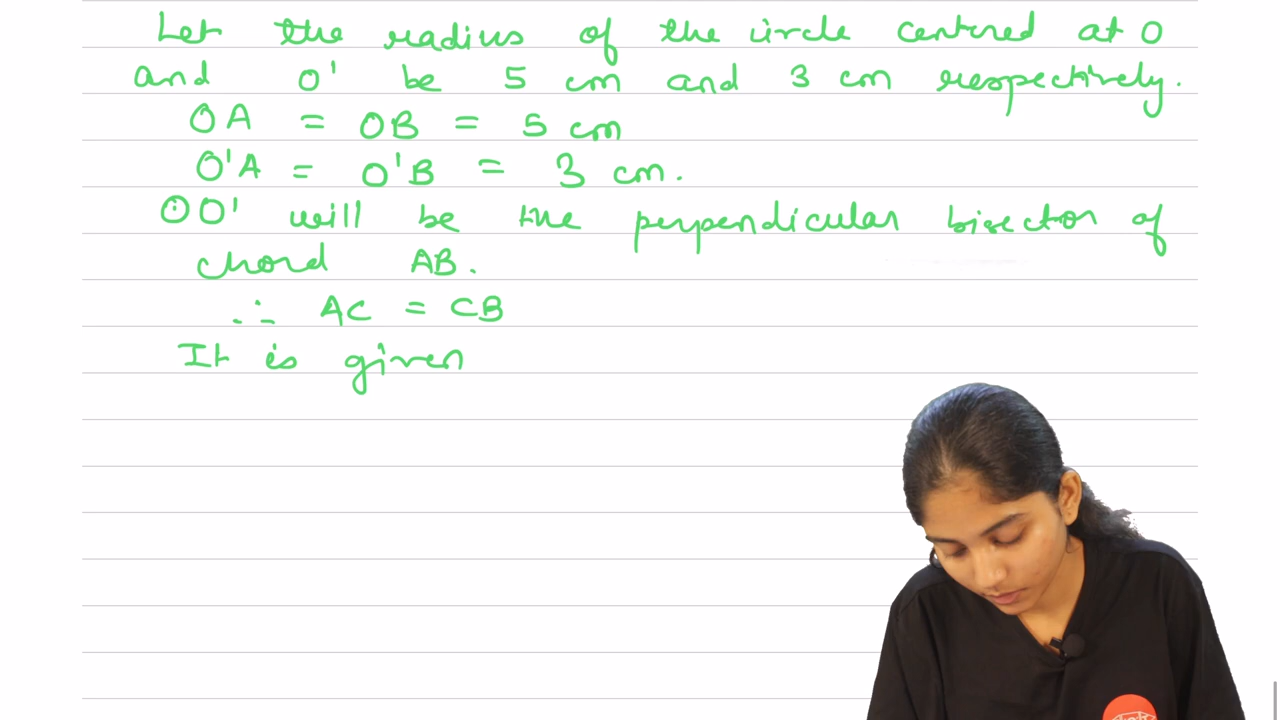 Let the radius of the circle centered at O
and O' be 5 cm and 3 cm respectively.
OA = OB = 5 cm
O'A = O'B = 3 cm.
OO' will be the perpendicular bisector of
chord AB.
∴ AC = CB
It is given